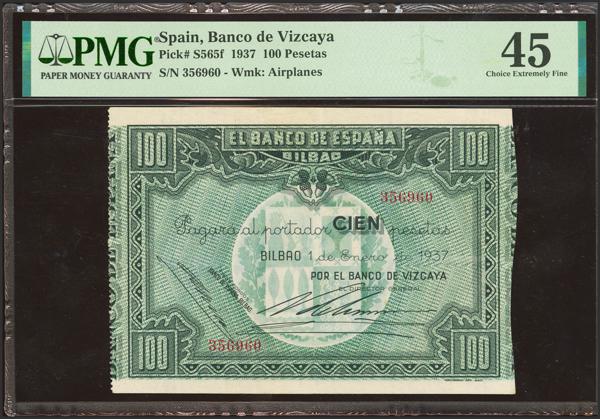 PMG
PAPER MONEY GUARANTY
Spain, Banco de Vizcaya
Pick# S565f 1937 100 Pesetas
S/N 356960 - Wmk: Airplanes
45
Choice Extremely Fine
100
EL BANCO DE ESPAÑA
BILBAO
100
356960
Pagará al portador CIEN pesetas
BILBAO 1 de Enero de 1937
POR EL BANCO DE VIZCAYA
EL DIRECTOR GENERAL
356960
100
100